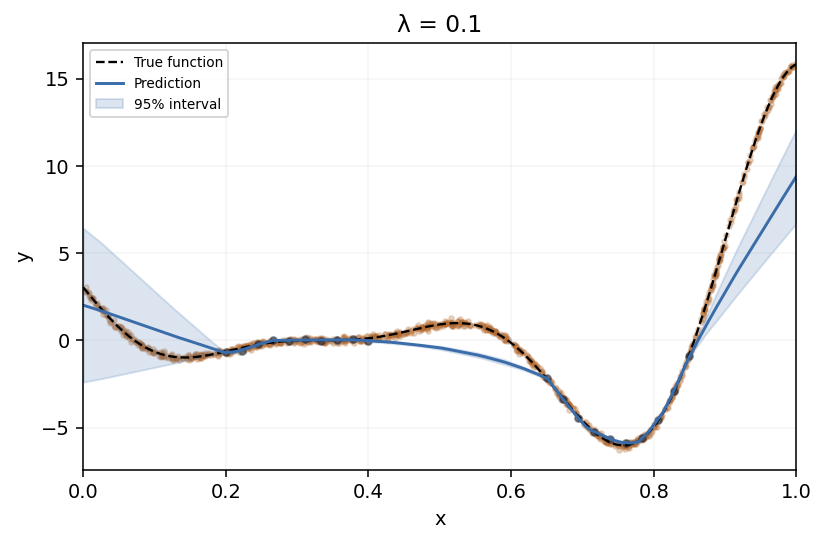 λ = 0.1
True function
Prediction
95% interval
y
15
10
5
0
−5
0.0 0.2 0.4 0.6 0.8 1.0
x